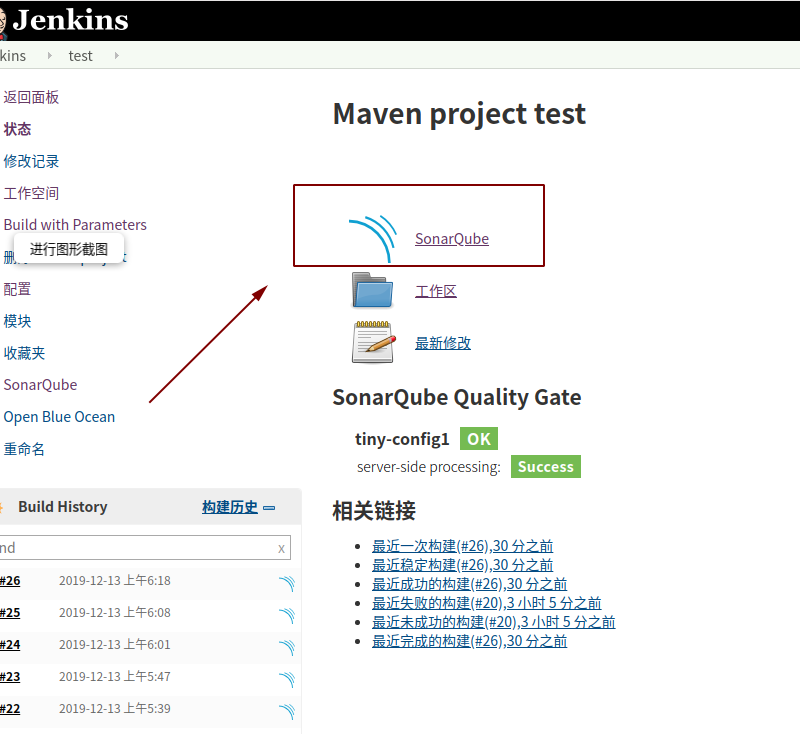 Jenkins
kins
test
返回面板
状态
修改记录
工作空间
Build with Parameters
进行图形截图
配置
模块
收藏夹
SonarQube
Open Blue Ocean
重命名
Build History
构建历史
nd
x
#26 2019-12-13 上午6:18
#25 2019-12-13 上午6:08
#24 2019-12-13 上午6:01
#23 2019-12-13 上午5:47
#22 2019-12-13 上午5:39
Maven project test
SonarQube
工作区
最新修改
SonarQube Quality Gate
tiny-config1 OK
server-side processing: Success
相关链接
最近一次构建(#26),30 分之前
最近稳定构建(#26),30 分之前
最近成功的构建(#26),30 分之前
最近失败的构建(#20),3 小时 5 分之前
最近未成功的构建(#20),3 小时 5 分之前
最近完成的构建(#26),30 分之前